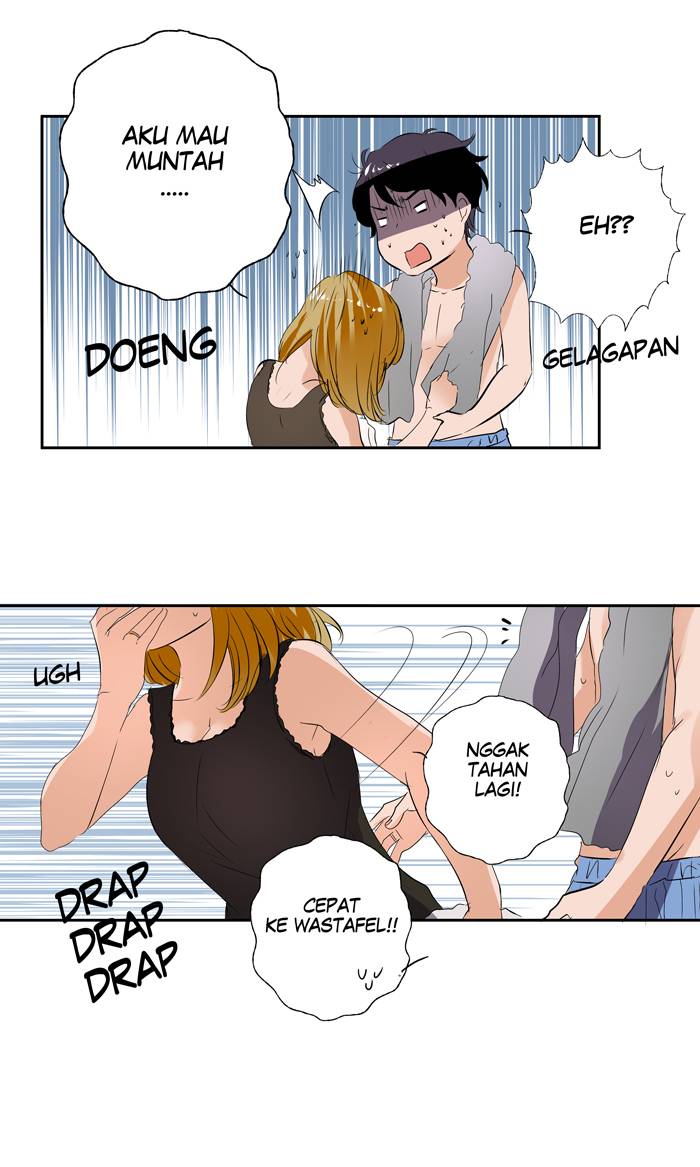 AKU MAU
MUNTAH
.....
EH??
DOENG
GELAGAPAN
UGH
NGGAK
TAHAN
LAGI!
CEPAT
KE WASTAFEL!!
DRAP
DRAP
DRAP